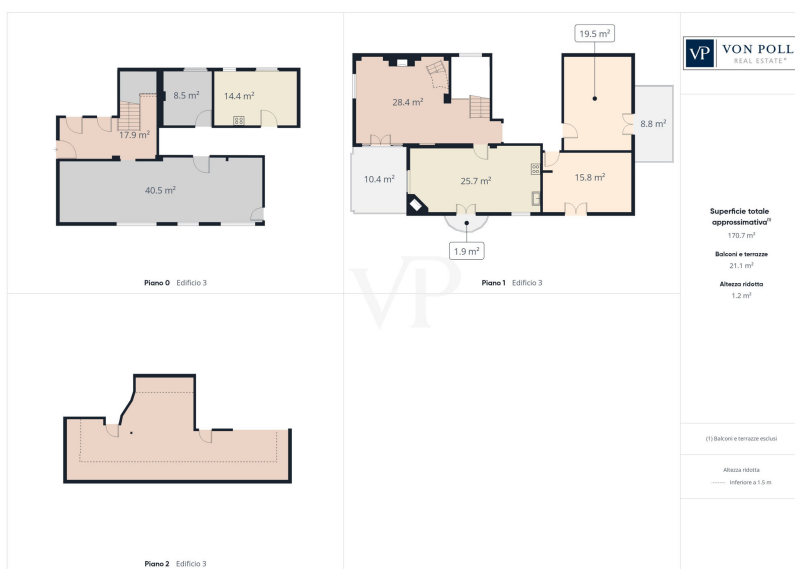 8.5 m²
14.4 m²
17.9 m²
40.5 m²
Piano 0 Edificio 3
19.5 m²
28.4 m²
8.8 m²
10.4 m²
25.7 m²
15.8 m²
1.9 m²
Piano 1 Edificio 3
VP
Piano 2 Edificio 3
VP VON POLL
REAL ESTATE®
Superficie totale
approssimativa⁽¹⁾
170.7 m²
Balconi e terrazze
21.1 m²
Altezza ridotta
1.2 m²
(1) Balconi e terrazze esclusi
Altezza ridotta
Inferiore a 1.5 m